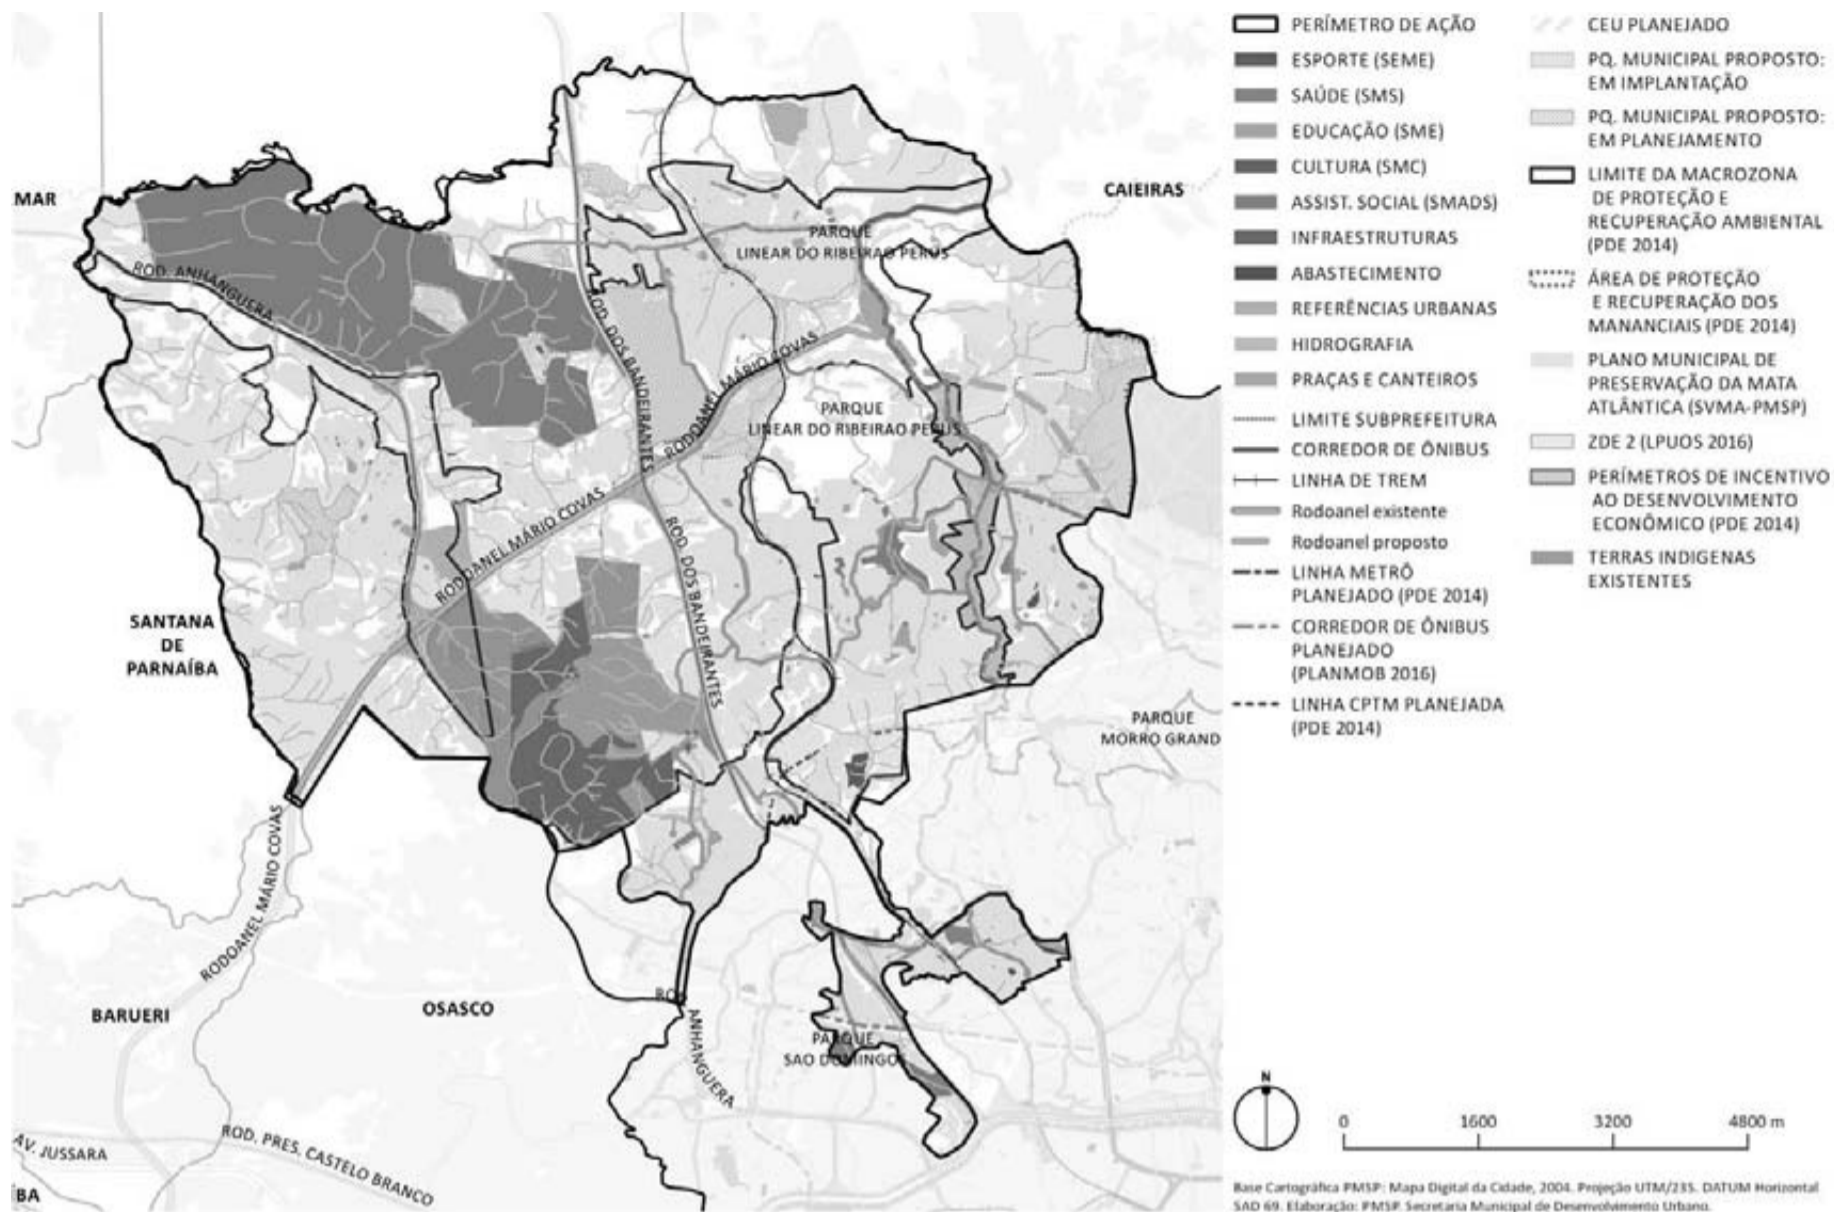 MAR
CAIEIRAS
PARQUE
LINEAR DO RIBEIRAO PERUS
ROD. ANHANGUERA
ROD. DOS BANDEIRANTES
RODOANEL MÁRIO COVAS
PARQUE
LINEAR DO RIBEIRAO PERUS
RODOANEL MÁRIO COVAS
ROD. DOS BANDEIRANTES
SANTANA
DE
PARNAÍBA
PARQUE
MORRO GRAND
RODOANEL MÁRIO COVAS
BARUERI
OSASCO
ROD.
ANHANGUERA
PARQUE
SAO DOMINGOS
AV. JUSSARA
ROD. PRES. CASTELO BRANCO
BA
PERÍMETRO DE AÇÃO
ESPORTE (SEME)
SAÚDE (SMS)
EDUCAÇÃO (SME)
CULTURA (SMC)
ASSIST. SOCIAL (SMADS)
INFRAESTRUTURAS
ABASTECIMENTO
REFERÊNCIAS URBANAS
HIDROGRAFIA
PRAÇAS E CANTEIROS
LIMITE SUBPREFEITURA
CORREDOR DE ÔNIBUS
LINHA DE TREM
Rodoanel existente
Rodoanel proposto
LINHA METRÔ
PLANEJADO (PDE 2014)
CORREDOR DE ÔNIBUS
PLANEJADO
(PLANMOB 2016)
LINHA CPTM PLANEJADA
(PDE 2014)
CEU PLANEJADO
PQ. MUNICIPAL PROPOSTO:
EM IMPLANTAÇÃO
PQ. MUNICIPAL PROPOSTO:
EM PLANEJAMENTO
LIMITE DA MACROZONA
DE PROTEÇÃO E
RECUPERAÇÃO AMBIENTAL
(PDE 2014)
ÁREA DE PROTEÇÃO
E RECUPERAÇÃO DOS
MANANCIAIS (PDE 2014)
PLANO MUNICIPAL DE
PRESERVAÇÃO DA MATA
ATLÂNTICA (SVMA-PMSP)
ZDE 2 (LPUOS 2016)
PERÍMETROS DE INCENTIVO
AO DESENVOLVIMENTO
ECONÔMICO (PDE 2014)
TERRAS INDIGENAS
EXISTENTES
N
0 1600 3200 4800 m
Base Cartográfica PMSP: Mapa Digital da Cidade, 2004. Projeção UTM/23S. DATUM Horizontal
SAD 69. Elaboração: PMSP. Secretaria Municipal de Desenvolvimento Urbano.